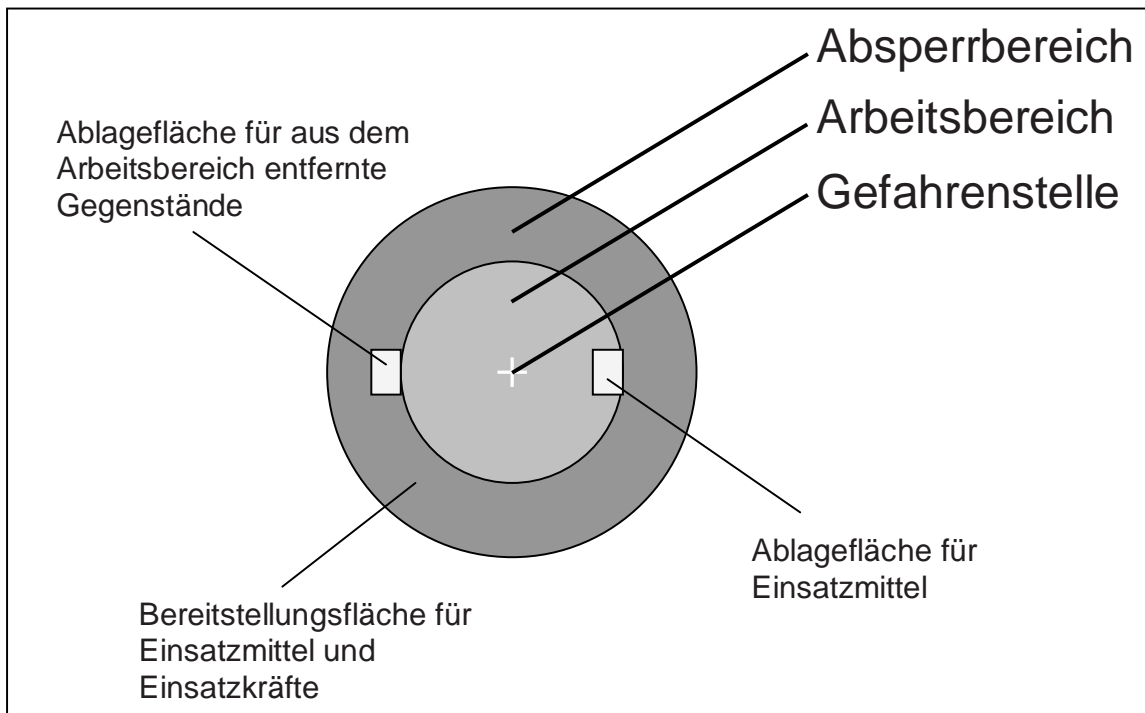 Absperrbereich
Arbeitsbereich
Gefahrenstelle
Ablagefläche für aus dem
Arbeitsbereich entfernte
Gegenstände
Ablagefläche für
Einsatzmittel
Bereitstellungsfläche für
Einsatzmittel und
Einsatzkräfte